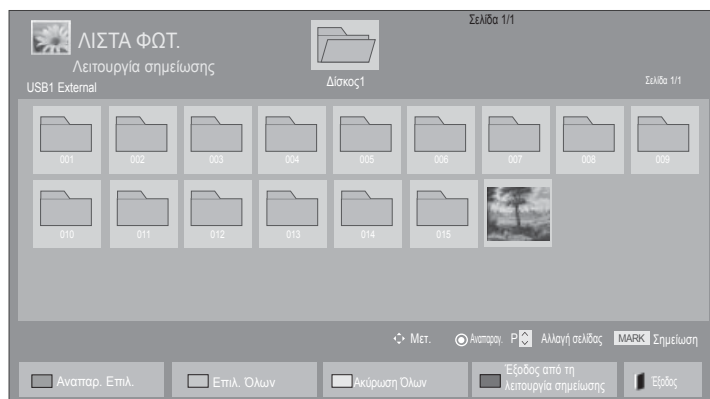 Σελίδα 1/1
ΛΙΣΤΑ ΦΩΤ.
Λειτουργία σημείωσης
USB1 External
Δίσκος1
Σελίδα 1/1
001 002 003 004 005 006 007 008 009
010 011 012 013 014 015
Μετ. Αναπαραγ. P Αλλαγή σελίδας MARK Σημείωση
Αναπαρ. Επιλ.
Επιλ. Όλων
Ακύρωση Όλων
Έξοδος από τη
λειτουργία σημείωσης
Έξοδος